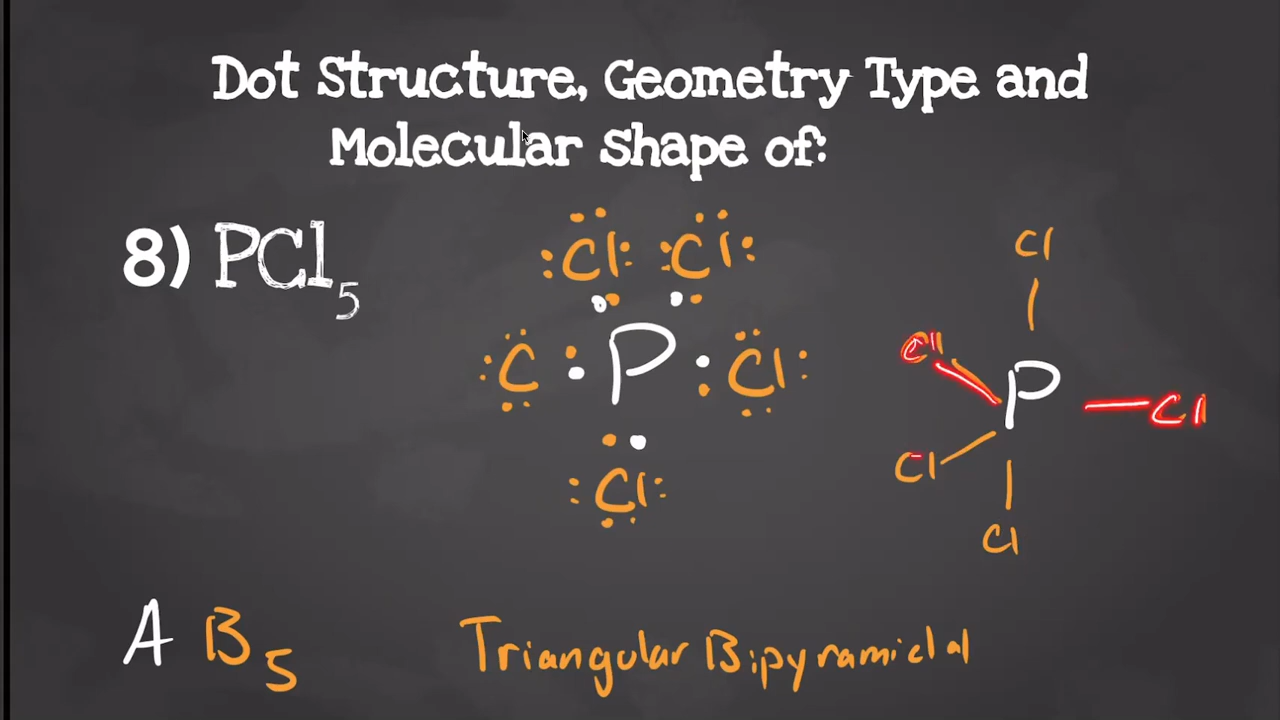 Dot Structure, Geometry Type and
Molecular Shape of:
8) PCl5
Cl Cl
C P Cl
Cl
Cl
Cl P Cl
Cl
Cl
A B5 Triangular Bipyramidal